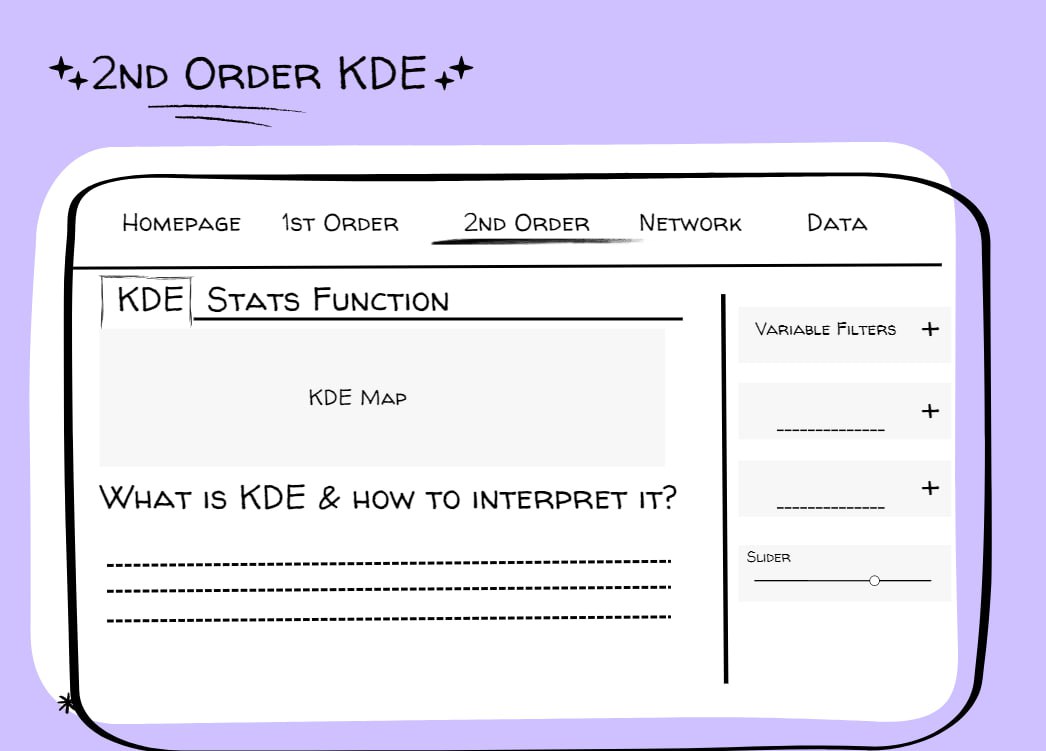 2nd Order KDE
Homepage 1st Order 2nd Order Network Data
KDE Stats Function
KDE Map
What is KDE & how to interpret it?
Variable Filters +
+
+
Slider